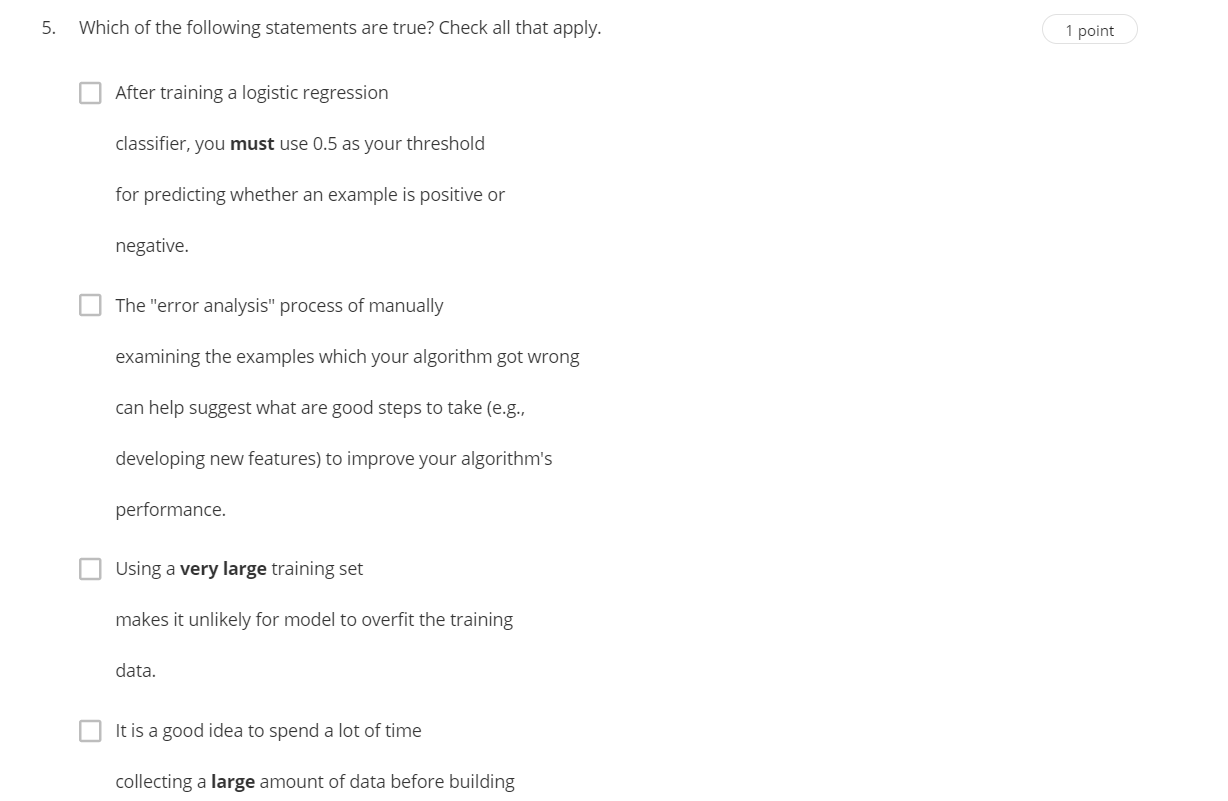 5. Which of the following statements are true? Check all that apply.
1 point
After training a logistic regression
classifier, you must use 0.5 as your threshold
for predicting whether an example is positive or
negative.
The "error analysis" process of manually
examining the examples which your algorithm got wrong
can help suggest what are good steps to take (e.g.,
developing new features) to improve your algorithm's
performance.
Using a very large training set
makes it unlikely for model to overfit the training
data.
It is a good idea to spend a lot of time
collecting a large amount of data before building